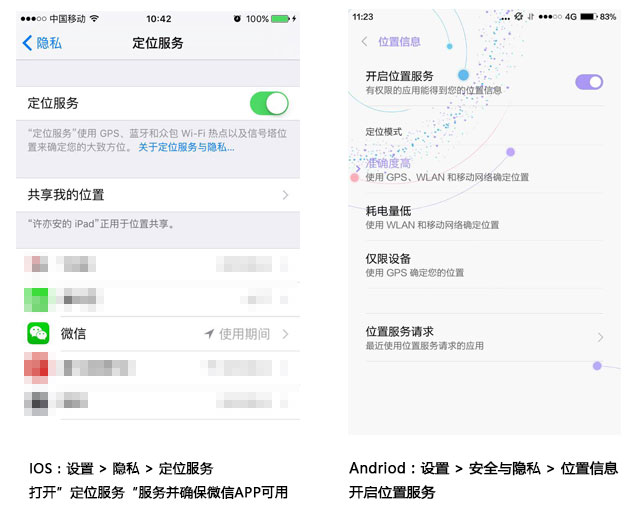 中国移动 10:42 100%
隐私 定位服务
定位服务
“定位服务”使用 GPS、蓝牙和众包 Wi-Fi 热点以及信号塔位
置来确定您的大致方位。 关于定位服务与隐私...
共享我的位置
“许亦安的 iPad”正用于位置共享。
微信 使用期间
IOS：设置 > 隐私 > 定位服务
打开”定位服务“服务并确保微信APP可用
11:23 ... 4G 83%
位置信息
开启位置服务
有权限的应用能得到您的位置信息
定位模式
准确度高
使用 GPS、WLAN 和移动网络确定位置
耗电量低
使用 WLAN 和移动网络确定位置
仅限设备
使用 GPS 确定您的位置
位置服务请求
最近使用位置服务请求的应用
Andriod：设置 > 安全与隐私 > 位置信息
开启位置服务